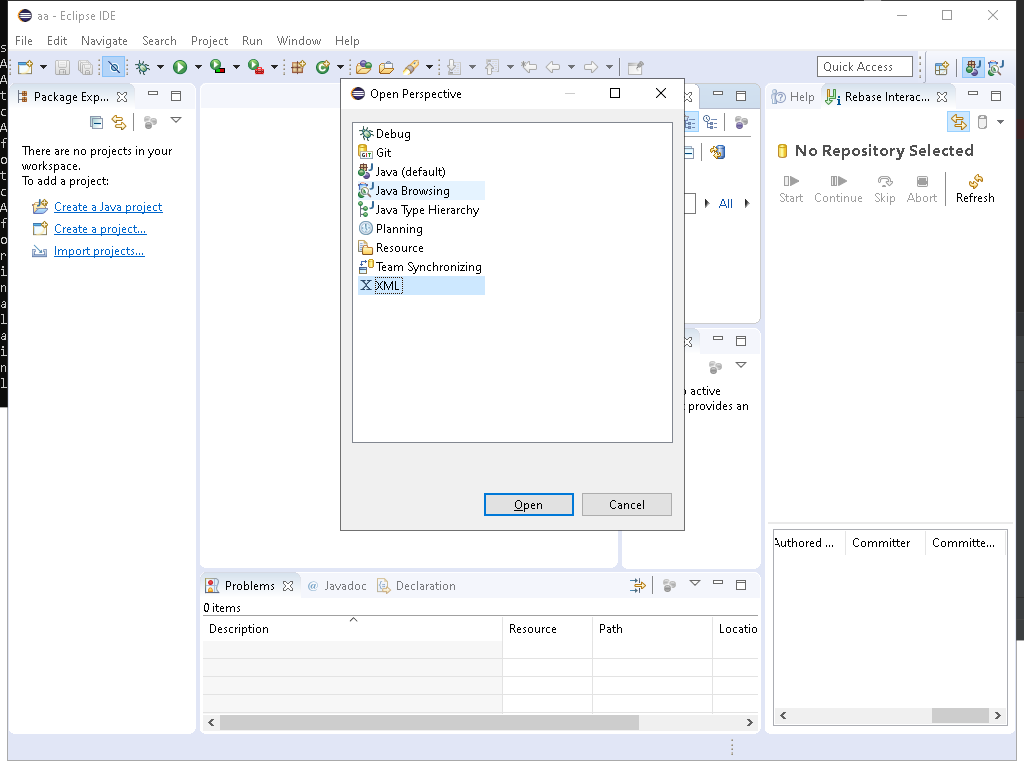 aa - Eclipse IDE
File Edit Navigate Search Project Run Window Help
Quick Access
Package Exp...
There are no projects in your
workspace.
To add a project:
Create a Java project
Create a project...
Import projects...
Open Perspective
Debug
Git
Java (default)
Java Browsing
Java Type Hierarchy
Planning
Resource
Team Synchronizing
XML
Open Cancel
All
active
provides an
Help Rebase Interac...
No Repository Selected
Start Continue Skip Abort Refresh
Authored ... Committer Committe...
Problems @ Javadoc Declaration
0 items
Description Resource Path Locatio